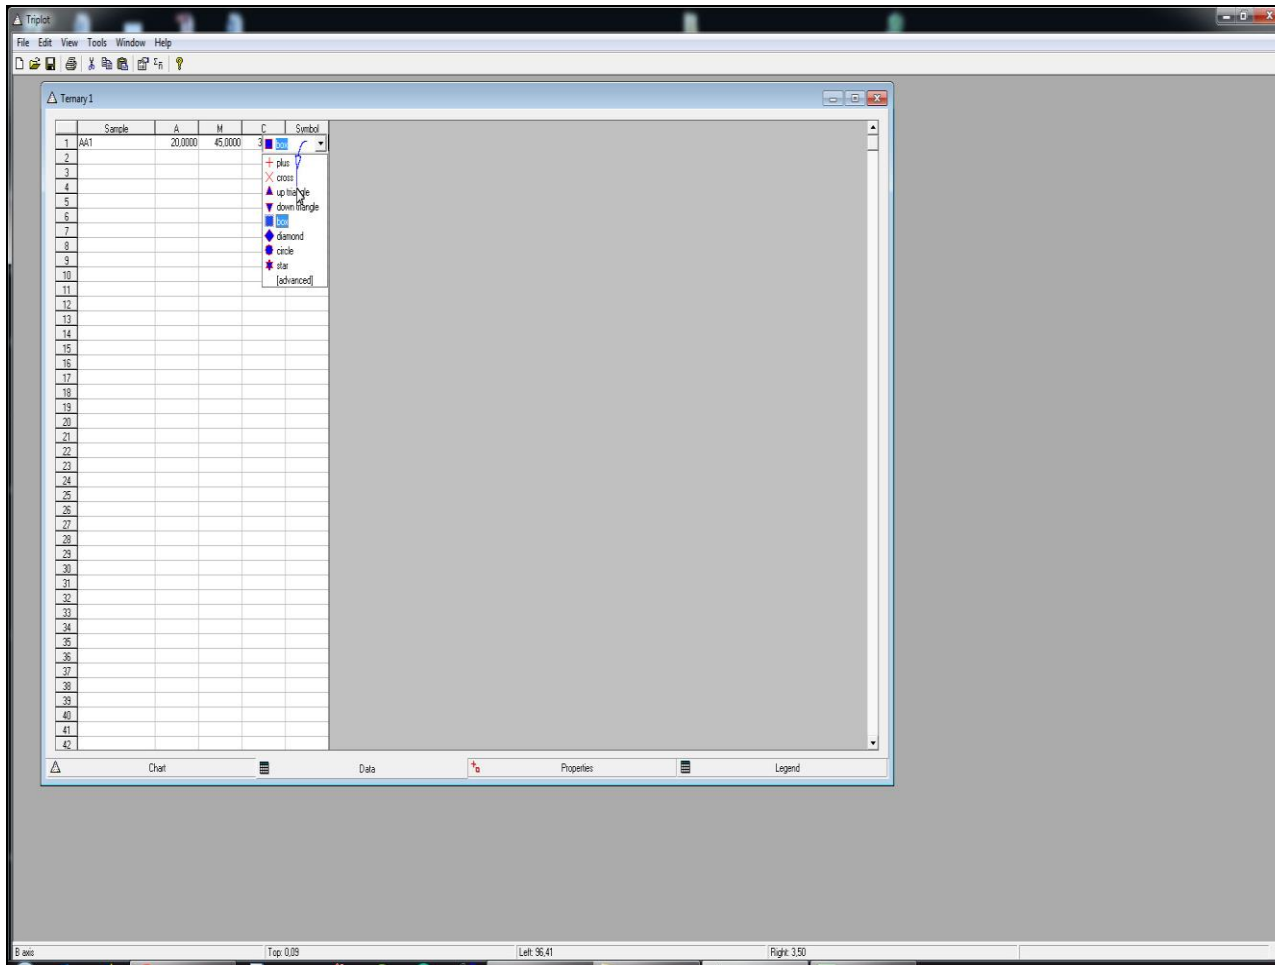 Triplot
File Edit View Tools Window Help
Ternary1
Sample A M C Symbol
1 AA1 20,0000 45,0000 3 box
2 plus
3 cross
4 up triangle
5 down triangle
6 box
7 diamond
8 circle
9 star
10 [advanced]
11
12
13
14
15
16
17
18
19
20
21
22
23
24
25
26
27
28
29
30
31
32
33
34
35
36
37
38
39
40
41
42
Chart Data Properties Legend
B axis Top: 0,09 Left: 96,41 Right: 3,50